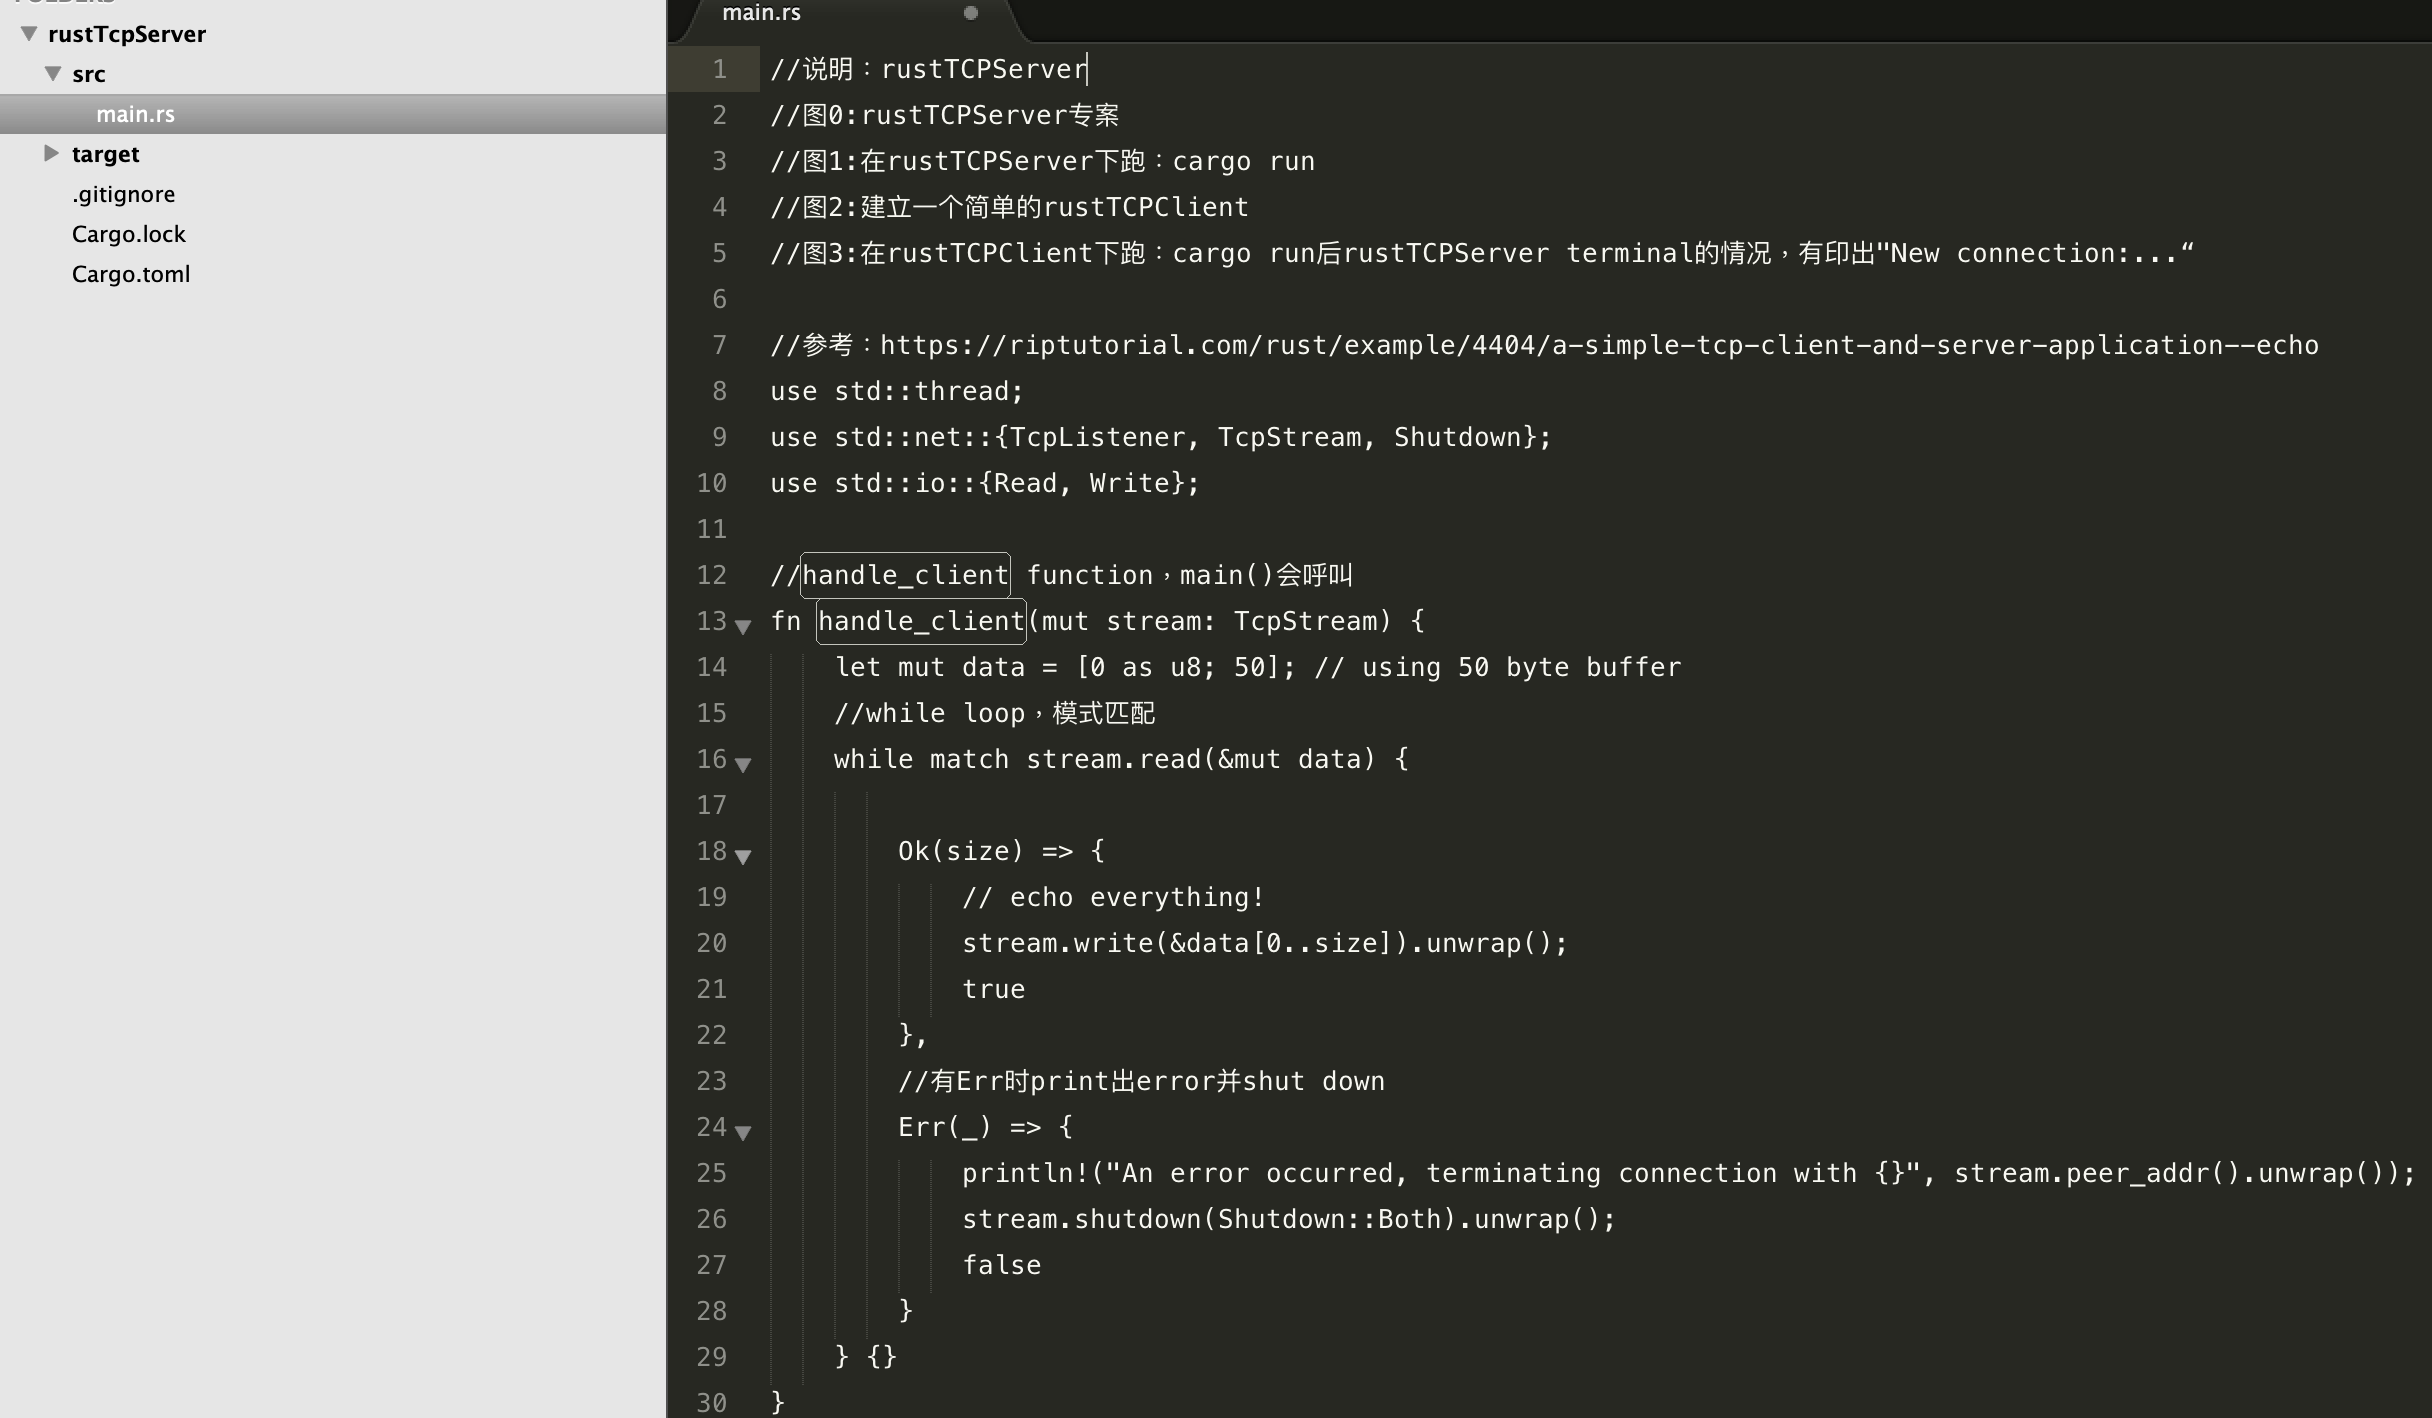 FOLDERS
rustTcpServer
src
main.rs
target
.gitignore
Cargo.lock
Cargo.toml
main.rs
1 //说明：rustTCPServer
2 //图0:rustTCPServer专案
3 //图1:在rustTCPServer下跑：cargo run
4 //图2:建立一个简单的rustTCPClient
5 //图3:在rustTCPClient下跑：cargo run后rustTCPServer terminal的情况，有印出"New connection:...“
6
7 //参考：https://riptutorial.com/rust/example/4404/a-simple-tcp-client-and-server-application--echo
8 use std::thread;
9 use std::net::{TcpListener, TcpStream, Shutdown};
10 use std::io::{Read, Write};
11
12 //handle_client function，main()会呼叫
13 fn handle_client(mut stream: TcpStream) {
14     let mut data = [0 as u8; 50]; // using 50 byte buffer
15     //while loop，模式匹配
16     while match stream.read(&mut data) {
17
18         Ok(size) => {
19             // echo everything!
20             stream.write(&data[0..size]).unwrap();
21             true
22         },
23         //有Err时print出error并shut down
24         Err(_) => {
25             println!("An error occurred, terminating connection with {}", stream.peer_addr().unwrap());
26             stream.shutdown(Shutdown::Both).unwrap();
27             false
28         }
29     } {}
30 }